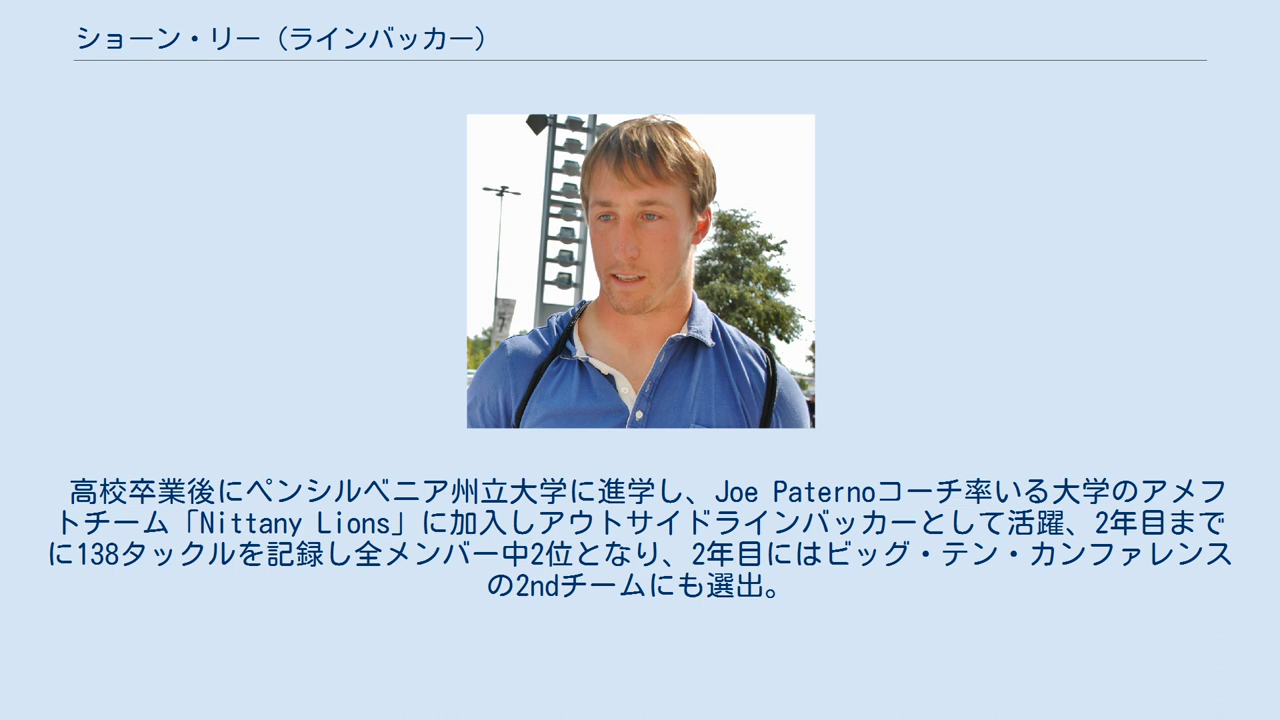 ショーン・リー（ラインバッカー）
高校卒業後にペンシルベニア州立大学に進学し、Joe Paternoコーチ率いる大学のアメフ
トチーム「Nittany Lions」に加入しアウトサイドラインバッカーとして活躍、2年目まで
に138タックルを記録し全メンバー中2位となり、2年目にはビッグ・テン・カンファレンス
の2ndチームにも選出。